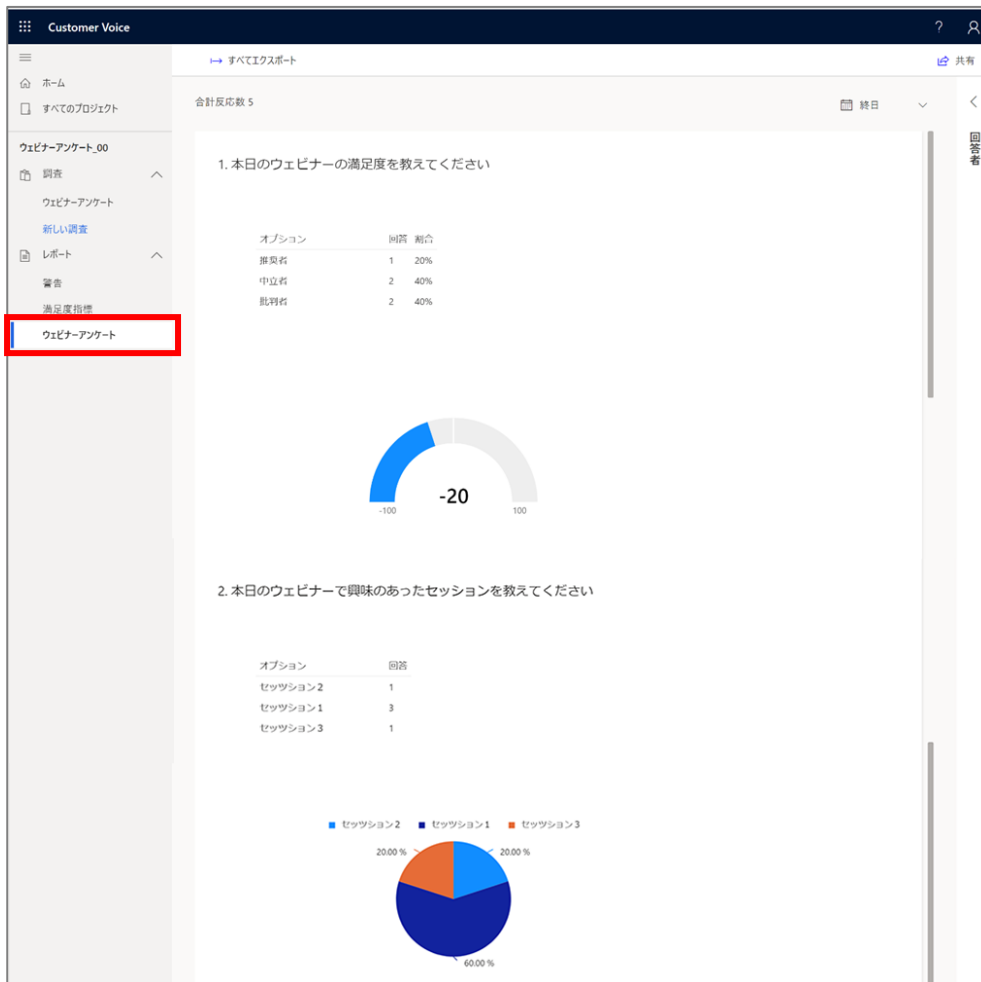 Customer Voice
?
ホーム
すべてのプロジェクト
ウェビナーアンケート_00
調査
ウェビナーアンケート
新しい調査
レポート
警告
満足度指標
ウェビナーアンケート
すべてエクスポート
共有
合計反応数 5
終日
回答者
1. 本日のウェビナーの満足度を教えてください
オプション 回答 割合
推奨者 1 20%
中立者 2 40%
批判者 2 40%
-20
-100 100
2. 本日のウェビナーで興味のあったセッションを教えてください
オプション 回答
セッツション2 1
セッツション1 3
セッツション3 1
セッツション2 セッツション1 セッツション3
20.00 % 20.00 %
60.00 %